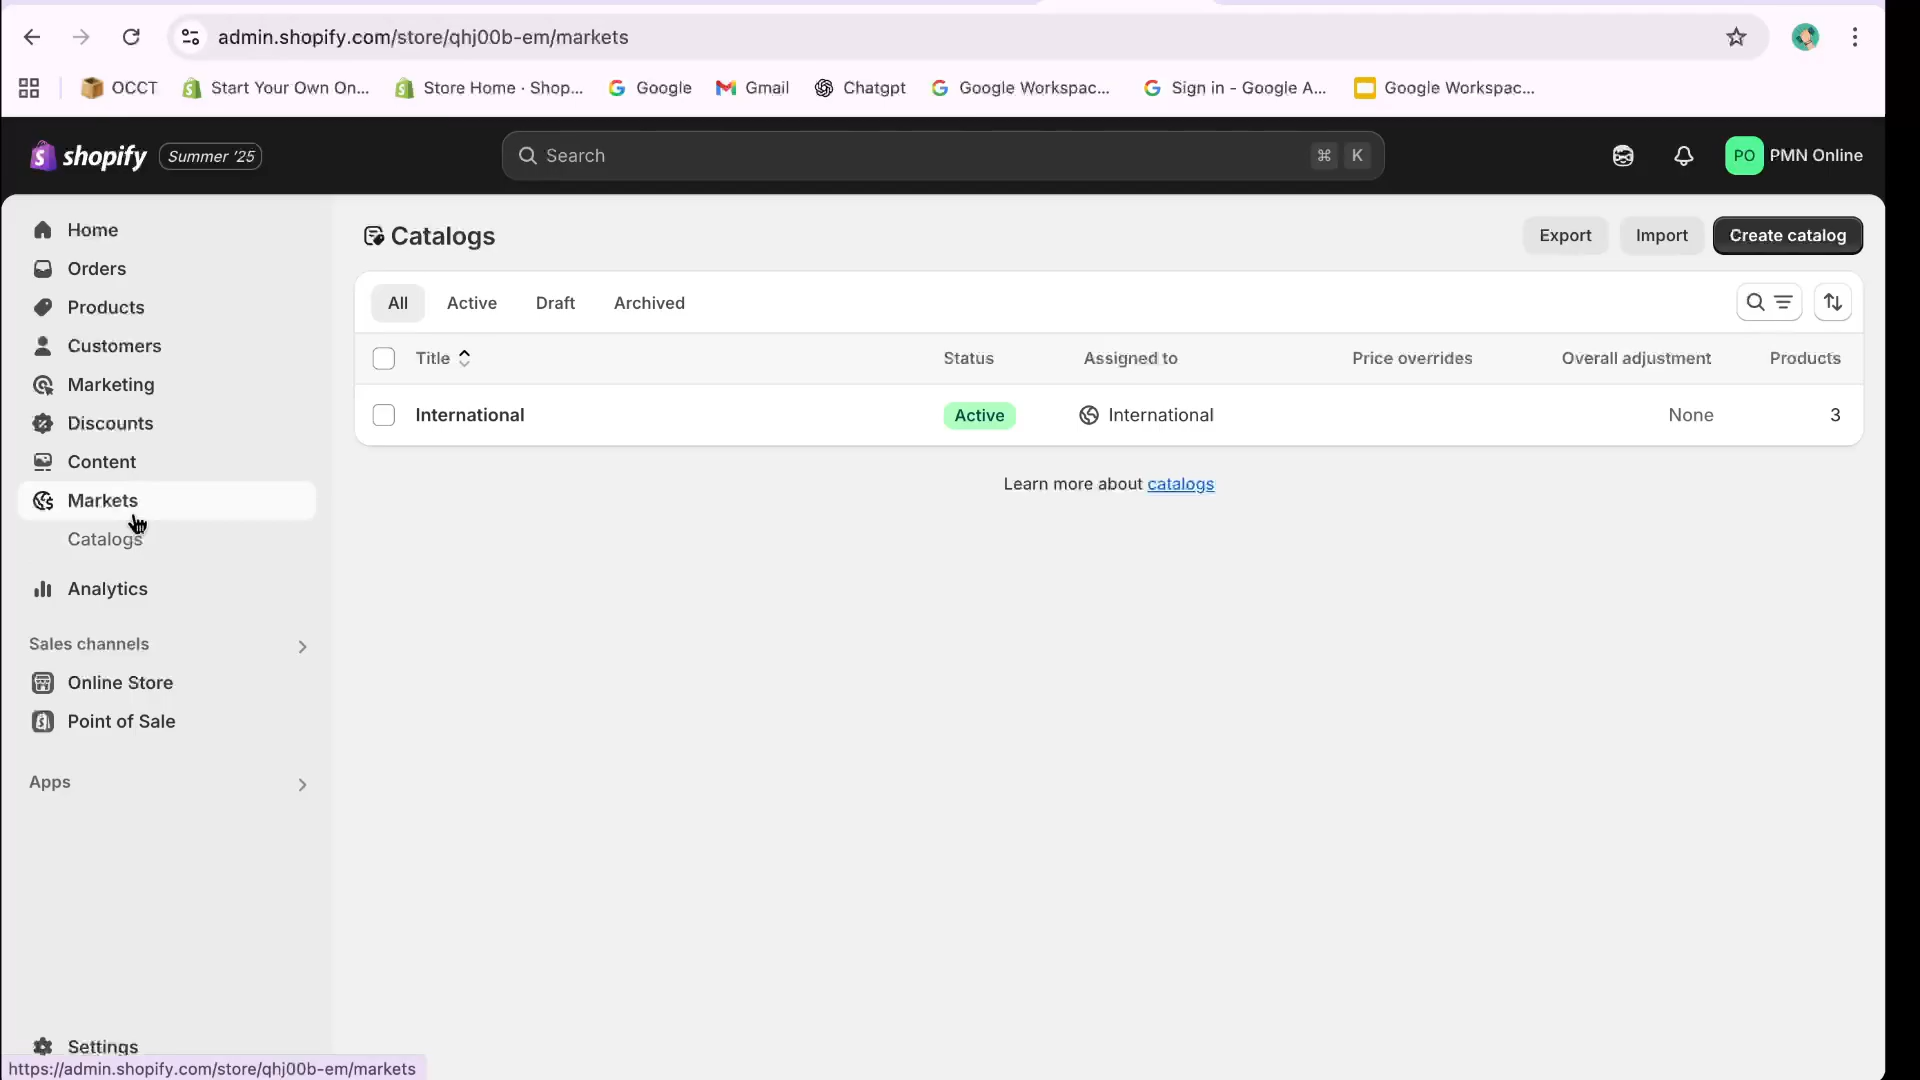 admin.shopify.com/store/qhj00b-em/markets
OCCT Start Your Own On... Store Home · Shop... Google Gmail Chatgpt Google Workspac... Sign in - Google A... Google Workspac...
shopify Summer '25 Search ⌘ K PO PMN Online
Home
Orders
Products
Customers
Marketing
Discounts
Content
Markets
Catalogs
Analytics
Sales channels
Online Store
Point of Sale
Apps
Settings
https://admin.shopify.com/store/qhj00b-em/markets
Catalogs Export Import Create catalog
All Active Draft Archived
Title Status Assigned to Price overrides Overall adjustment Products
International Active International None 3
Learn more about catalogs